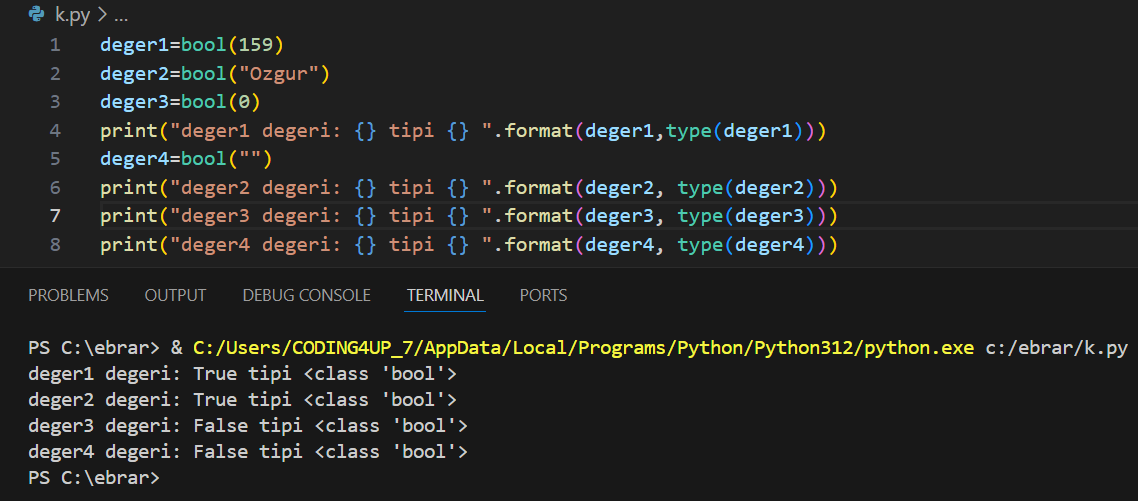 k.py > ...
1 deger1=bool(159)
2 deger2=bool("Ozgur")
3 deger3=bool(0)
4 print("deger1 degeri: {} tipi {} ".format(deger1,type(deger1)))
5 deger4=bool("")
6 print("deger2 degeri: {} tipi {} ".format(deger2, type(deger2)))
7 print("deger3 degeri: {} tipi {} ".format(deger3, type(deger3)))
8 print("deger4 degeri: {} tipi {} ".format(deger4, type(deger4)))
PROBLEMS OUTPUT DEBUG CONSOLE TERMINAL PORTS
PS C:\ebrar> & C:/Users/CODING4UP_7/AppData/Local/Programs/Python/Python312/python.exe c:/ebrar/k.py
deger1 degeri: True tipi <class 'bool'>
deger2 degeri: True tipi <class 'bool'>
deger3 degeri: False tipi <class 'bool'>
deger4 degeri: False tipi <class 'bool'>
PS C:\ebrar>